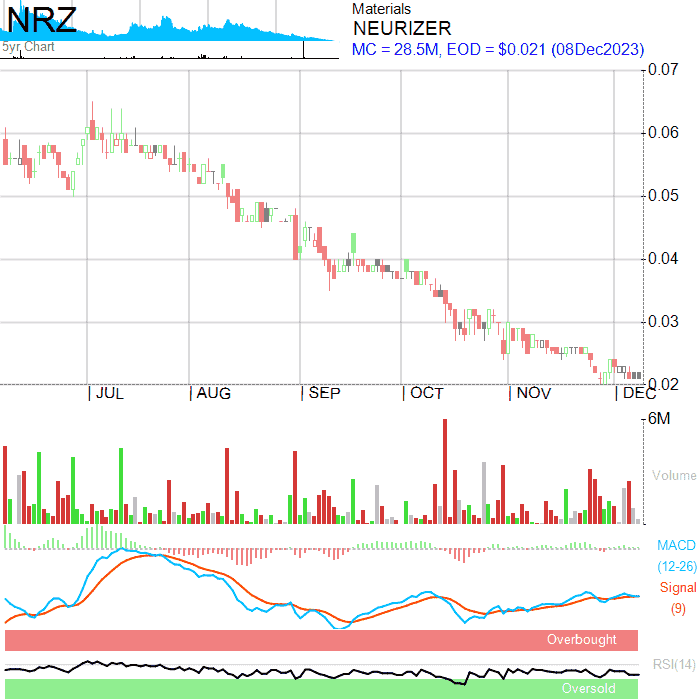 NRZ
5yr Chart
Materials
NEURIZER
MC = 28.5M, EOD = $0.021 (08Dec2023)
0.07
0.06
0.05
0.04
0.03
0.02
JUL AUG SEP OCT NOV DEC
6M
Volume
MACD
(12-26)
Signal
(9)
Overbought
RSI(14)
Oversold